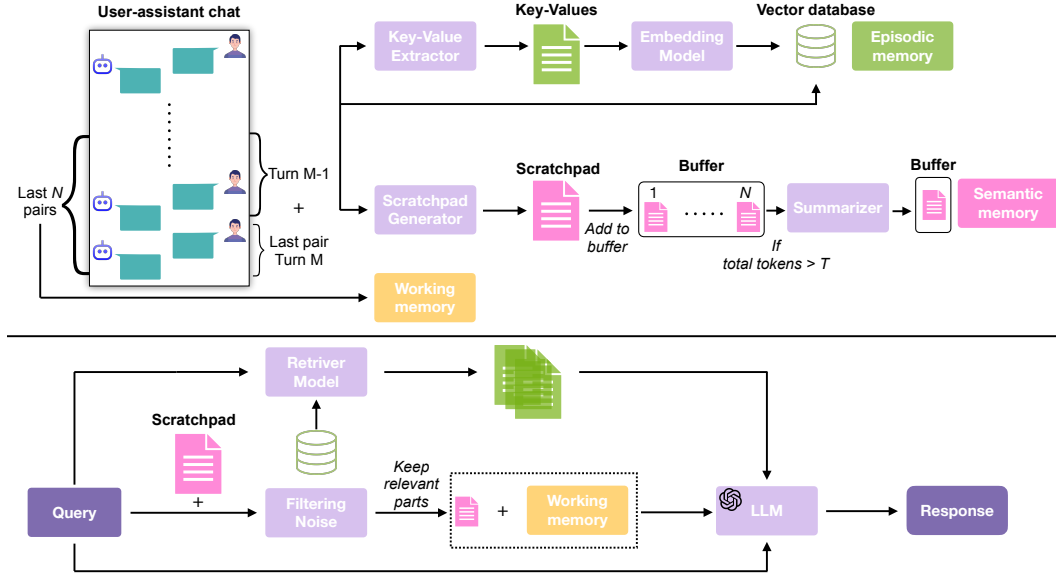 User-assistant chat
Key-Values
Vector database
Key-Value
Extractor
Embedding
Model
Episodic
memory
Last N
pairs
Turn M-1
+
Last pair
Turn M
Scratchpad
Generator
Scratchpad
Add to
buffer
Buffer
1
N
.....
If
total tokens > T
Summarizer
Buffer
Semantic
memory
Working
memory
Retriver
Model
Scratchpad
+
Query
Filtering
Noise
Keep
relevant
parts
+
Working
memory
LLM
Response